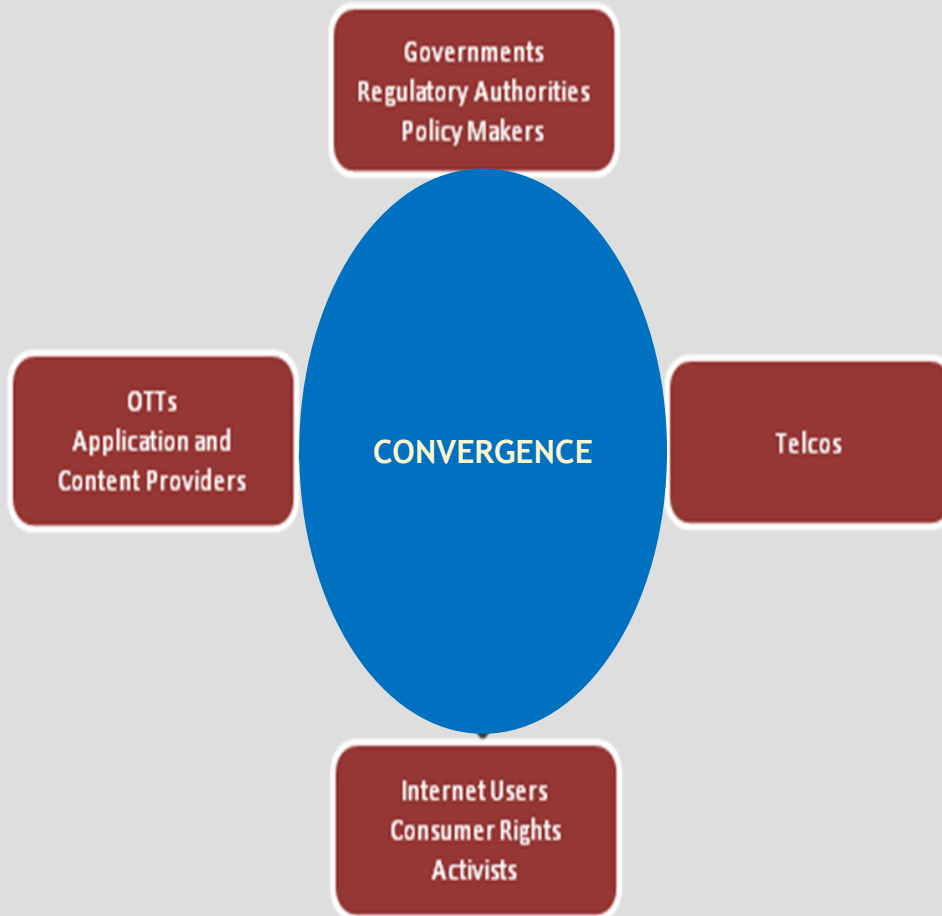 Governments
Regulatory Authorities
Policy Makers
OTTs
Application and
Content Providers
CONVERGENCE
Telcos
Internet Users
Consumer Rights
Activists